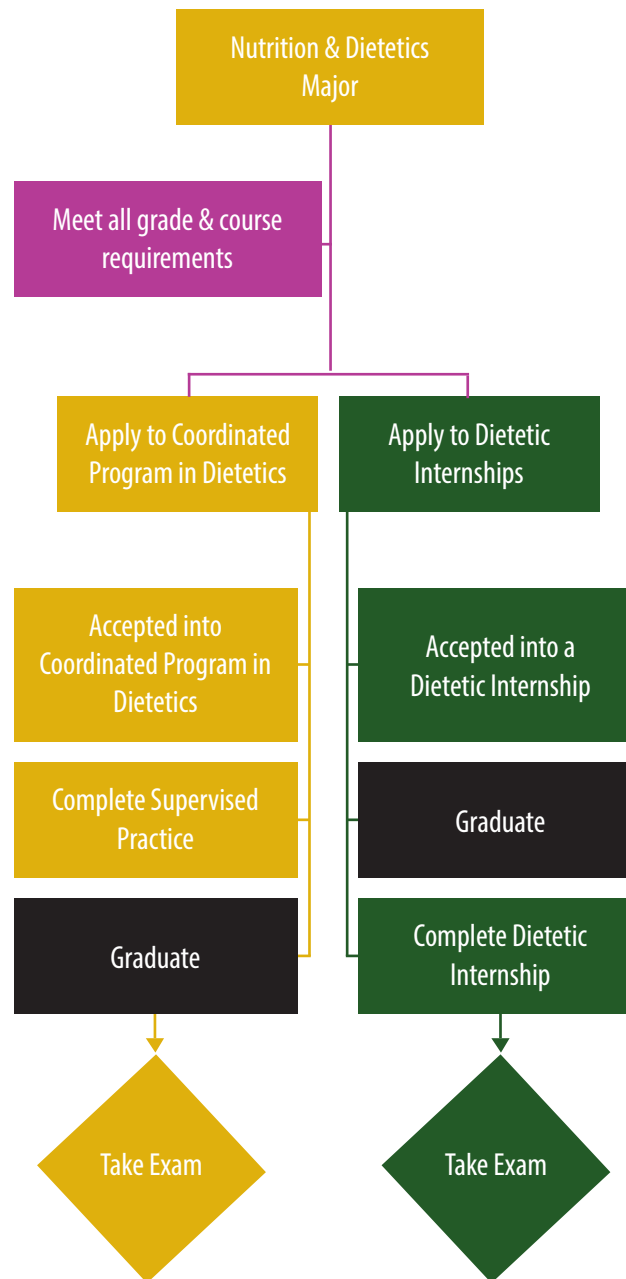 Nutrition & Dietetics
Major
Meet all grade & course
requirements
Apply to Coordinated
Program in Dietetics
Apply to Dietetic
Internships
Accepted into
Coordinated Program in
Dietetics
Complete Supervised
Practice
Graduate
Take Exam
Accepted into a
Dietetic Internship
Graduate
Complete Dietetic
Internship
Take Exam